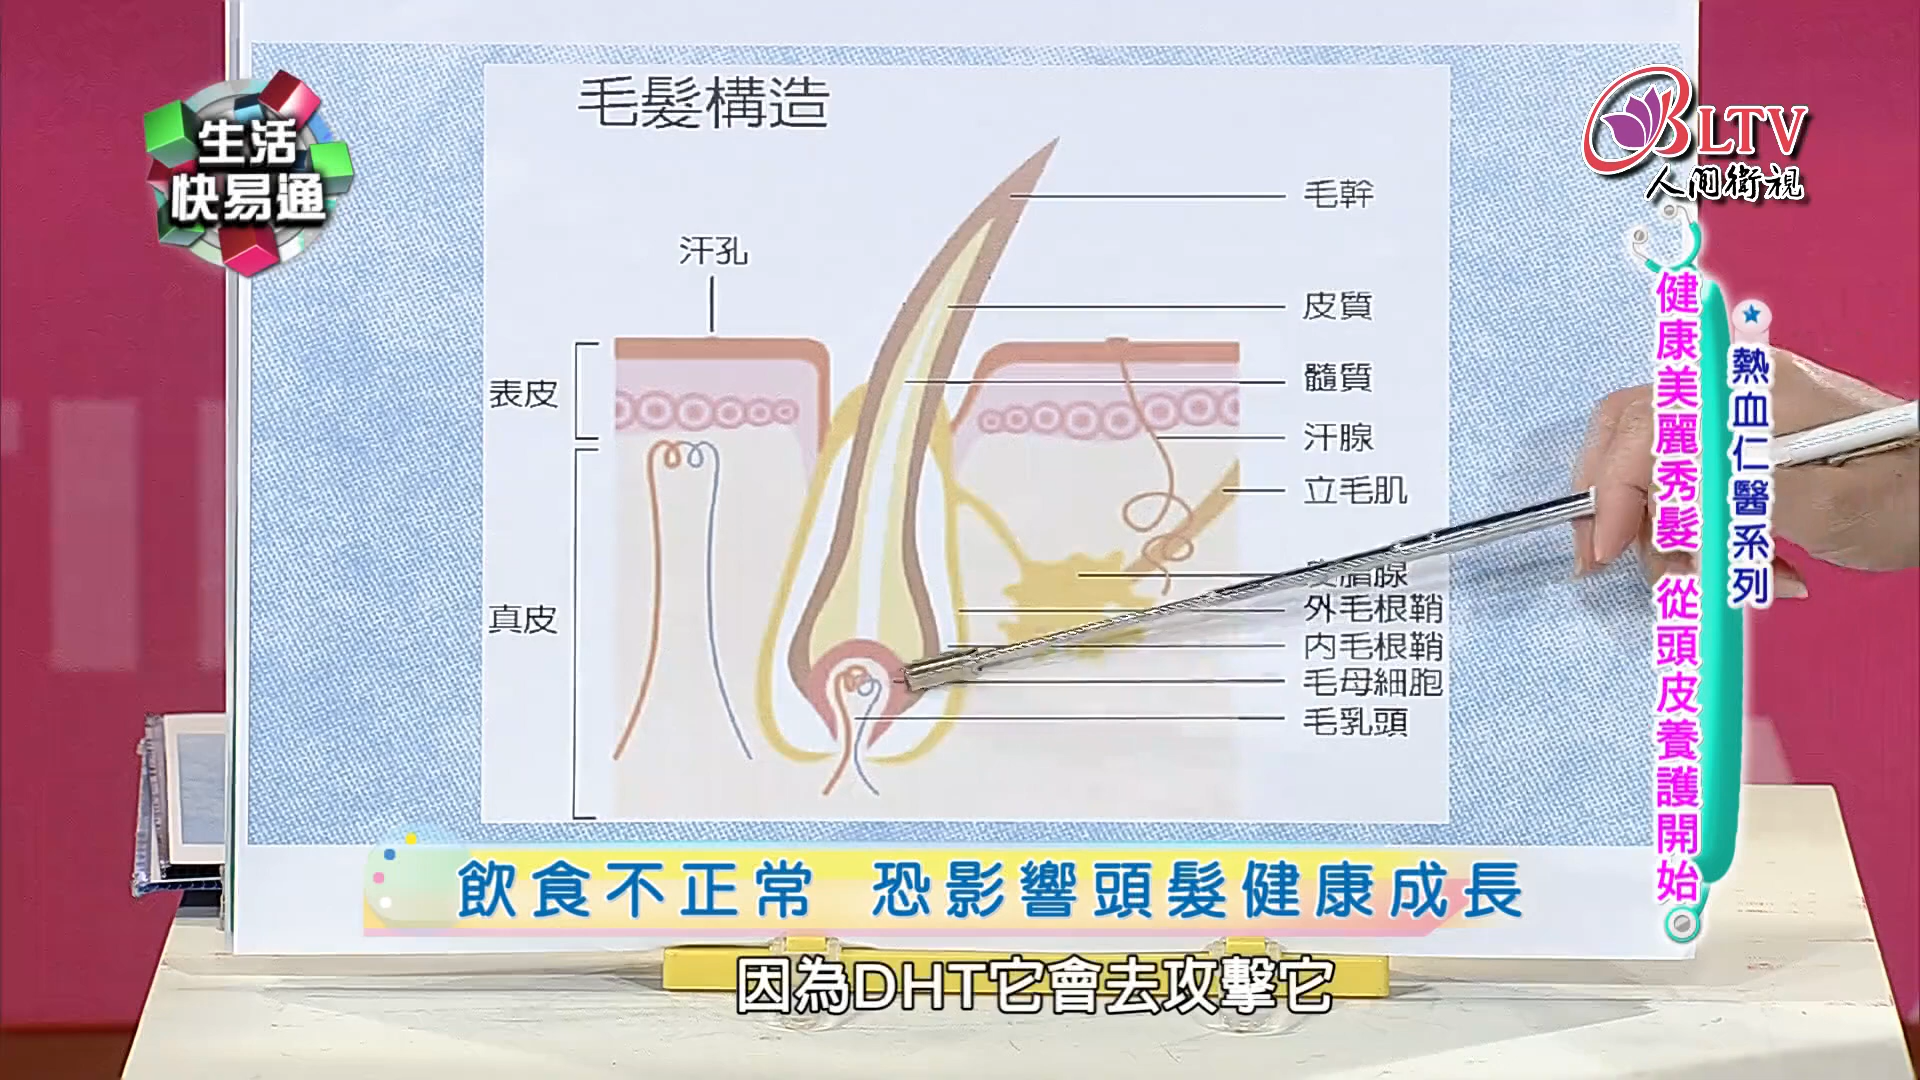 毛髮構造
生活
快易通
BLTV
人間衛視
毛幹
汗孔
皮質
表皮
髓質
汗腺
立毛肌
真皮
外毛根鞘
內毛根鞘
毛母細胞
毛乳頭
熱血仁醫系列
健康美麗秀髮 從頭皮養護開始
飲食不正常 恐影響頭髮健康成長
因為DHT它會去攻擊它